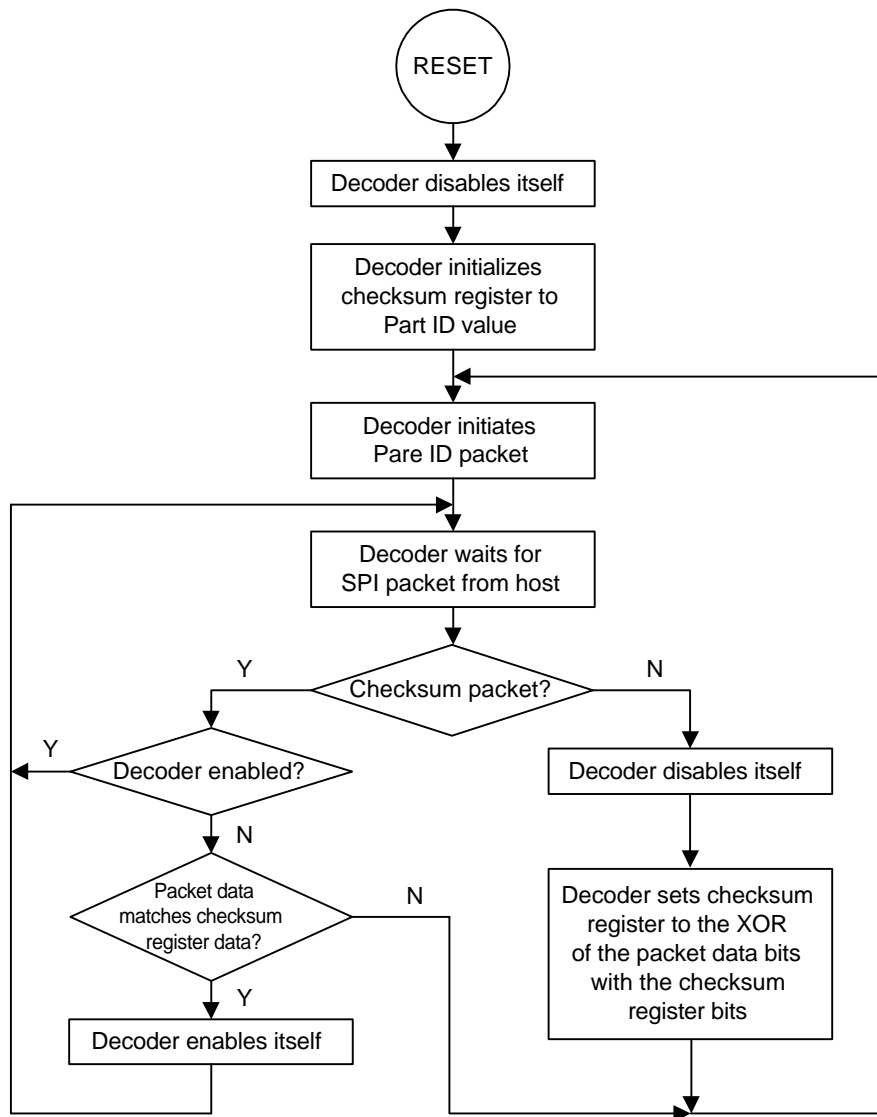 RESET
Decoder disables itself
Decoder initializes
checksum register to
Part ID value
Decoder initiates
Pare ID packet
Decoder waits for
SPI packet from host
Y
Checksum packet?
N
Y
Decoder enabled?
Decoder disables itself
N
Packet data
matches checksum
register data?
N
Decoder sets checksum
register to the XOR
of the packet data bits
with the checksum
register bits
Y
Decoder enables itself